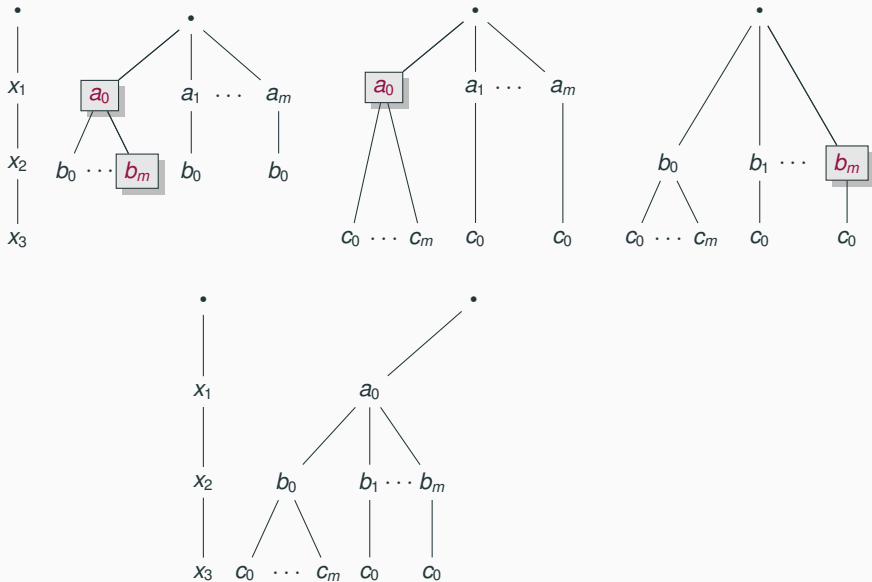 x1 a0 a1 ··· am a0 a1 ··· am
x2 b0 ··· bm b0 b0 b0 b1 ··· bm
x3 c0 ··· cm c0 c0 c0 ··· cm c0 c0
x1 a0
x2 b0 b1 ··· bm
x3 c0 ··· cm c0 c0